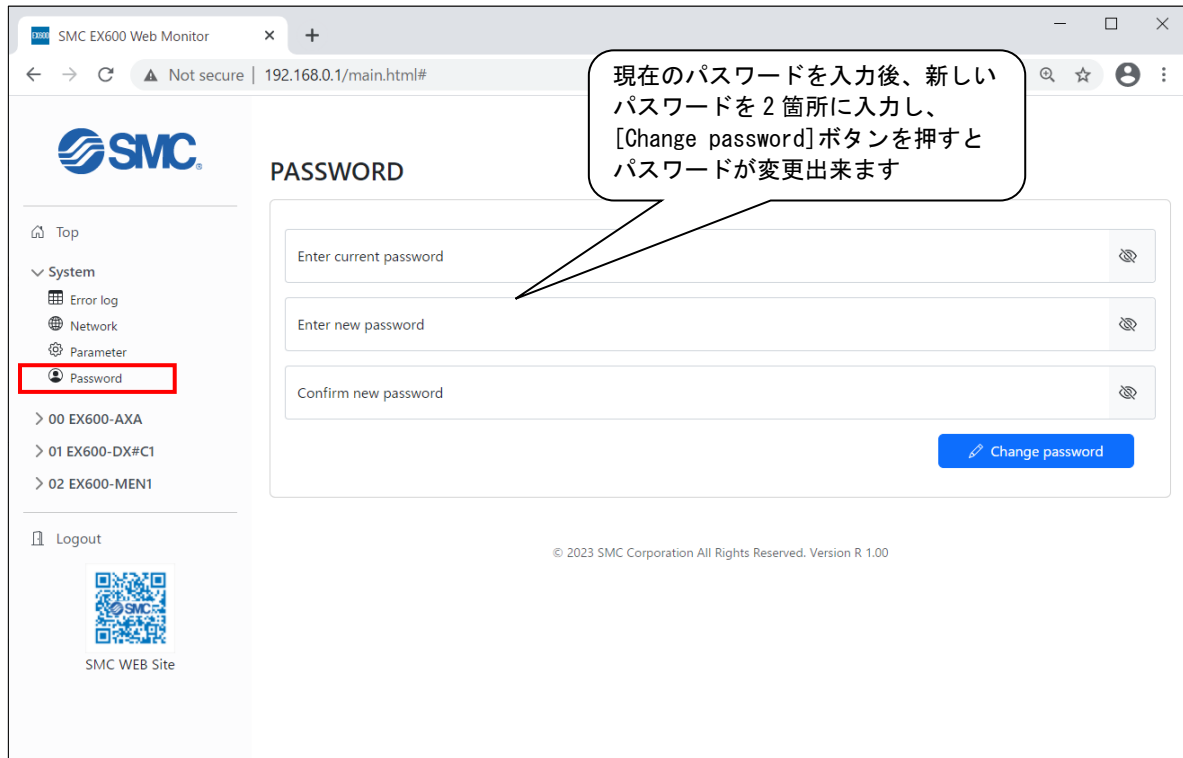 EX600 SMC EX600 Web Monitor
Not secure | 192.168.0.1/main.html#
現在のパスワードを入力後、新しい
パスワードを2箇所に入力し、
[Change password]ボタンを押すと
パスワードが変更出来ます
SMC®
Top
System
Error log
Network
Parameter
Password
00 EX600-AXA
01 EX600-DX#C1
02 EX600-MEN1
Logout
SMC
SMC WEB Site
PASSWORD
Enter current password
Enter new password
Confirm new password
Change password
© 2023 SMC Corporation All Rights Reserved. Version R 1.00